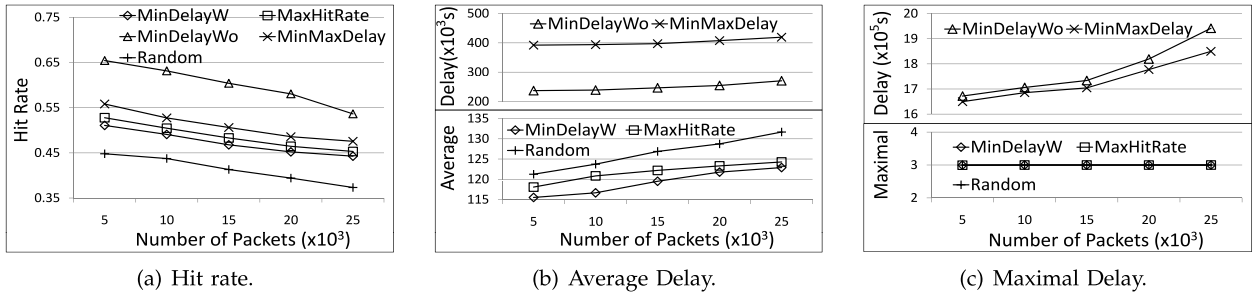 0.75
0.65
0.55
0.45
0.35
Hit Rate
MinDelayW MaxHitRate
MinDelayWo MinMaxDelay
Random
5 10 15 20 25
Number of Packets (x10³)
(a) Hit rate.
500
400
300
200
Delay(x10³s)
MinDelayWo MinMaxDelay
135
130
125
120
115
Average
MinDelayW MaxHitRate
Random
5 10 15 20 25
Number of Packets (x10³)
(b) Average Delay.
20
19
18
17
16
Delay (x10⁵s)
MinDelayWo MinMaxDelay
4
3
2
Maximal
MinDelayW MaxHitRate
Random
5 10 15 20 25
Number of Packets (x10³)
(c) Maximal Delay.